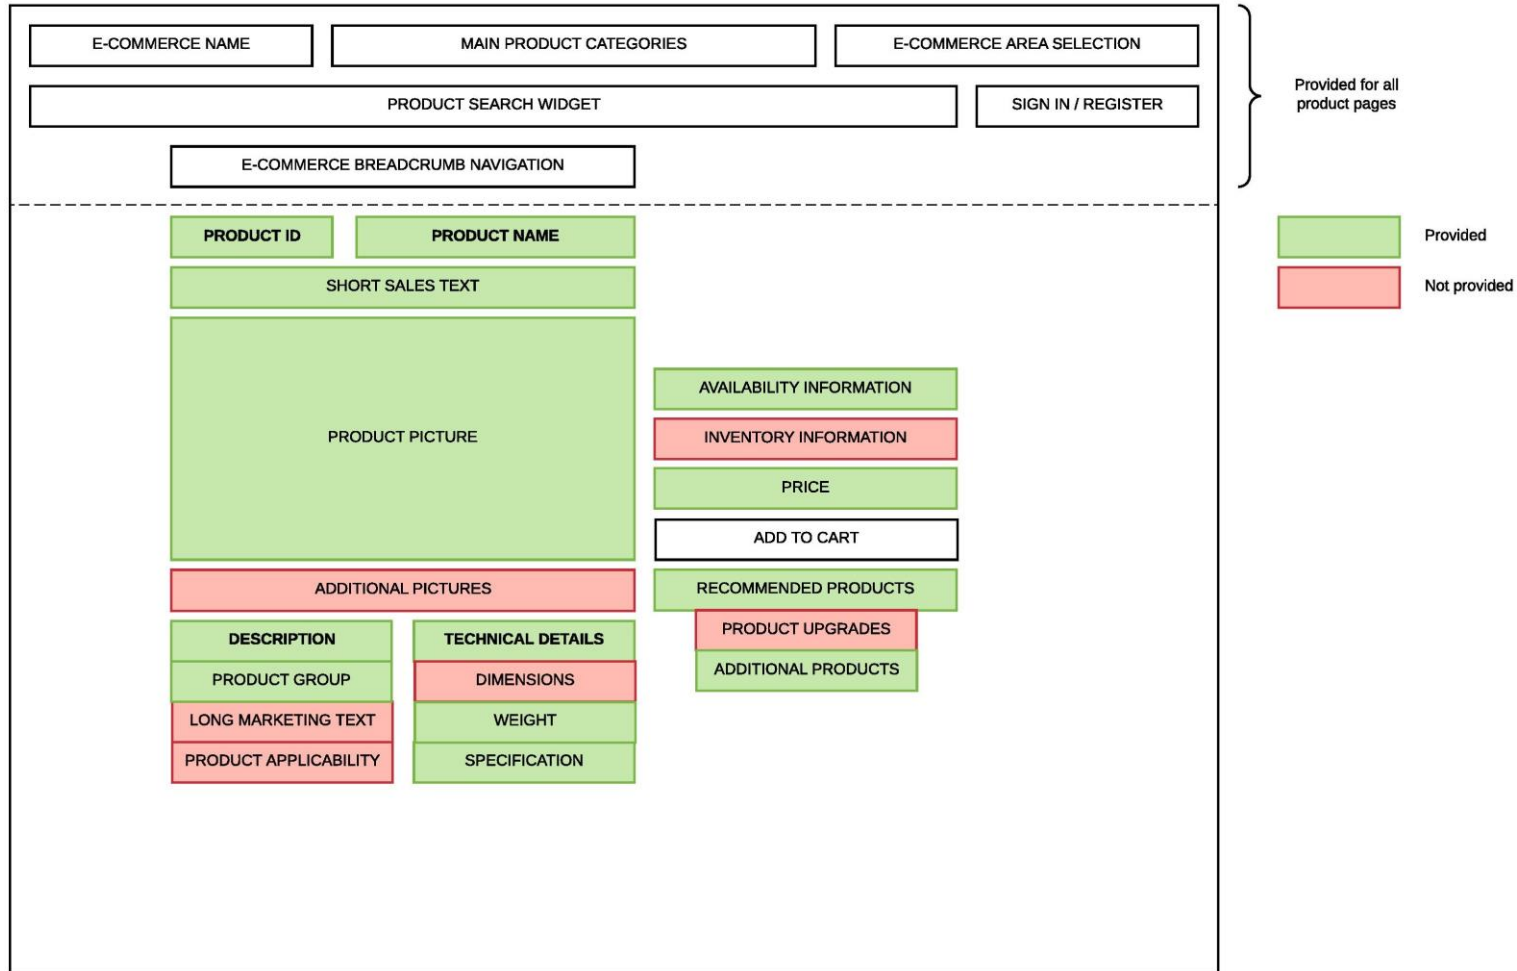 E-COMMERCE NAME
MAIN PRODUCT CATEGORIES
E-COMMERCE AREA SELECTION
PRODUCT SEARCH WIDGET
SIGN IN / REGISTER
E-COMMERCE BREADCRUMB NAVIGATION
Provided for all
product pages
PRODUCT ID
PRODUCT NAME
SHORT SALES TEXT
PRODUCT PICTURE
ADDITIONAL PICTURES
DESCRIPTION
PRODUCT GROUP
LONG MARKETING TEXT
PRODUCT APPLICABILITY
TECHNICAL DETAILS
DIMENSIONS
WEIGHT
SPECIFICATION
AVAILABILITY INFORMATION
INVENTORY INFORMATION
PRICE
ADD TO CART
RECOMMENDED PRODUCTS
PRODUCT UPGRADES
ADDITIONAL PRODUCTS
Provided
Not provided